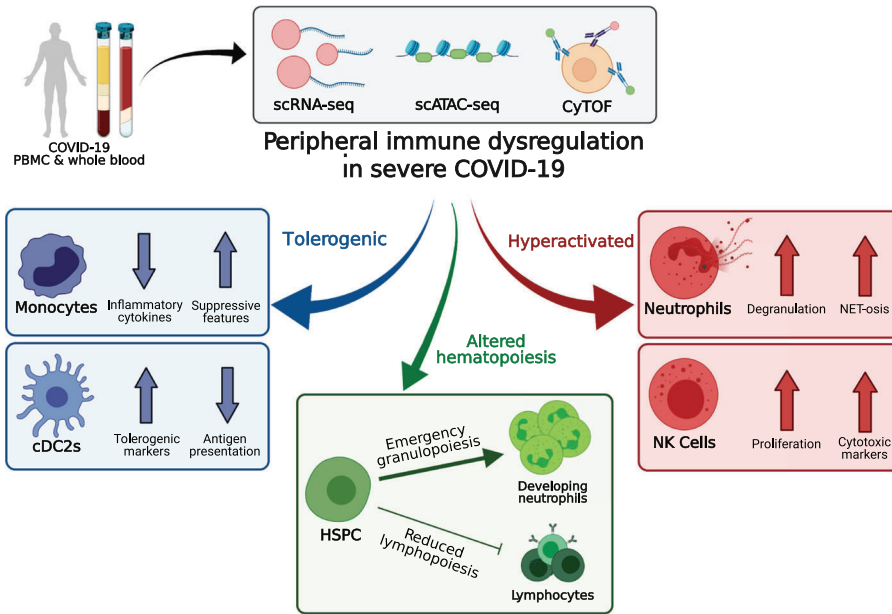 COVID-19
PBMC & whole blood
scRNA-seq
scATAC-seq
CyTOF
Peripheral immune dysregulation
in severe COVID-19
Tolerogenic
Hyperactivated
Altered
hematopoiesis
Monocytes
Inflammatory
cytokines
Suppressive
features
cDC2s
Tolerogenic
markers
Antigen
presentation
Neutrophils
Degranulation
NET-osis
NK Cells
Proliferation
Cytotoxic
markers
HSPC
Emergency
granulopoiesis
Developing
neutrophils
Reduced
lymphopoiesis
Lymphocytes